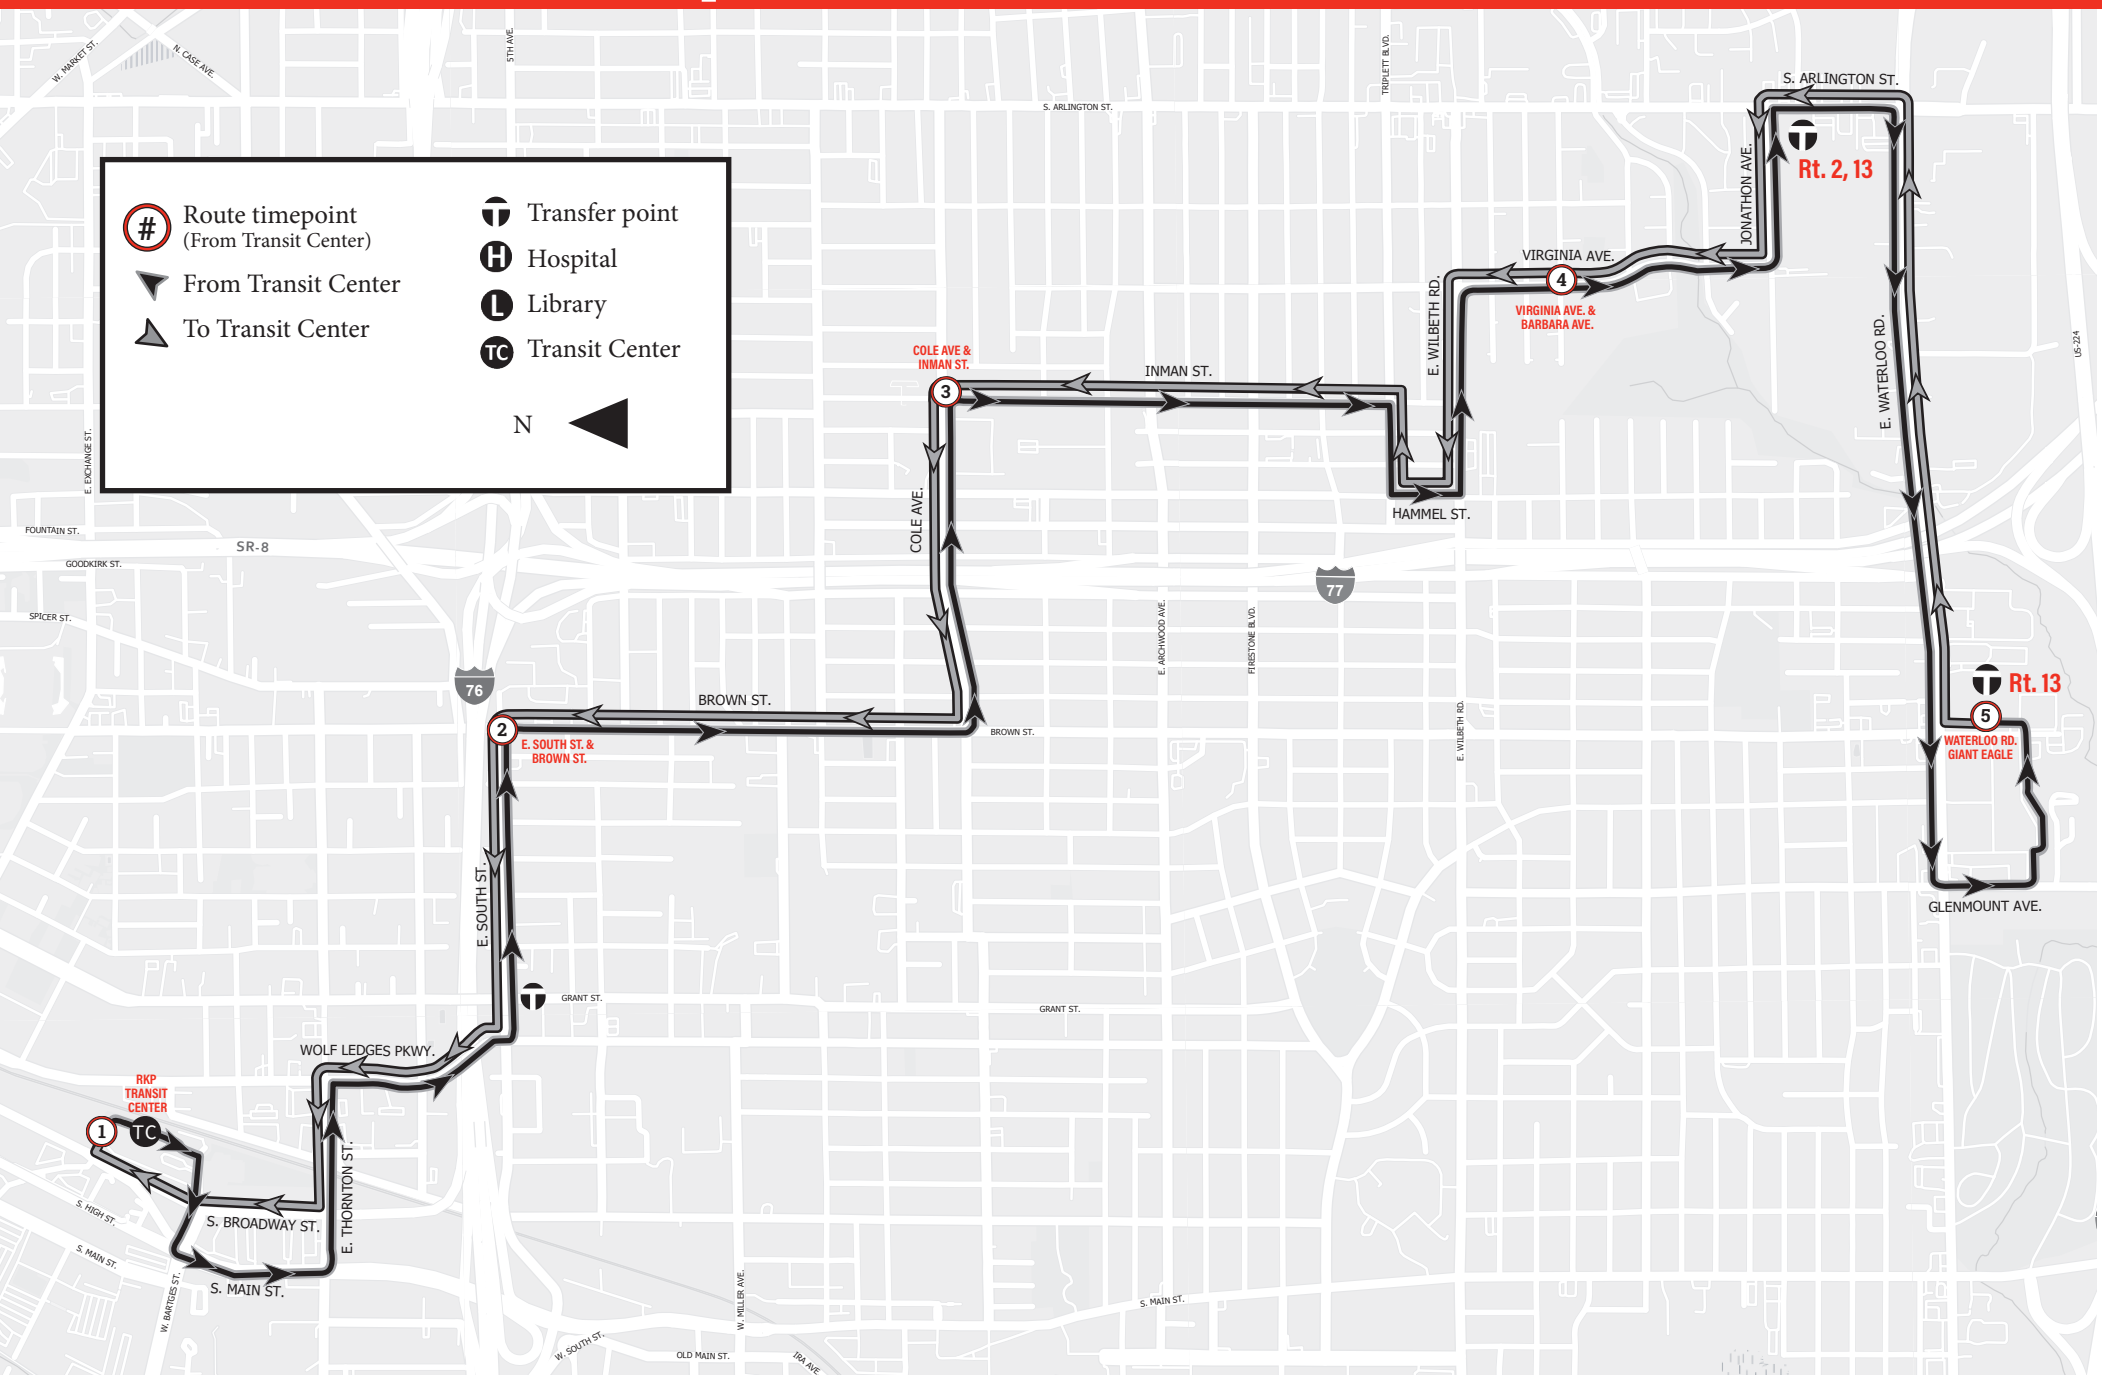 W. MARKET ST.
N. CASE AVE.
5TH AVE.
S. ARLINGTON ST.
TRIPLETT BLVD.
S. ARLINGTON ST.
JONATHON AVE.
Rt. 2, 13
#
Route timepoint
(From Transit Center)
From Transit Center
To Transit Center
T Transfer point
H Hospital
L Library
TC Transit Center
N
VIRGINIA AVE.
4
VIRGINIA AVE. &
BARBARA AVE.
E. WILBETH RD.
E. WATERLOO RD.
US-224
COLE AVE &
INMAN ST.
3
INMAN ST.
HAMMEL ST.
COLE AVE.
E. EXCHANGE ST.
FOUNTAIN ST.
SR-8
GOODKIRK ST.
SPICER ST.
77
E. ARCHWOOD AVE.
FIRESTONE BLVD.
76
BROWN ST.
2
E. SOUTH ST. &
BROWN ST.
BROWN ST.
E. WILBETH RD.
T
Rt. 13
5
WATERLOO RD.
GIANT EAGLE
GLENMOUNT AVE.
E. SOUTH ST.
T
GRANT ST.
GRANT ST.
WOLF LEDGES PKWY.
RKP
TRANSIT
CENTER
1
TC
E. THORNTON ST.
S. HIGH ST.
S. BROADWAY ST.
S. MAIN ST.
S. MAIN ST.
W. BARTGES ST.
W. MILLER AVE.
S. MAIN ST.
W. SOUTH ST.
OLD MAIN ST.
IRA AVE